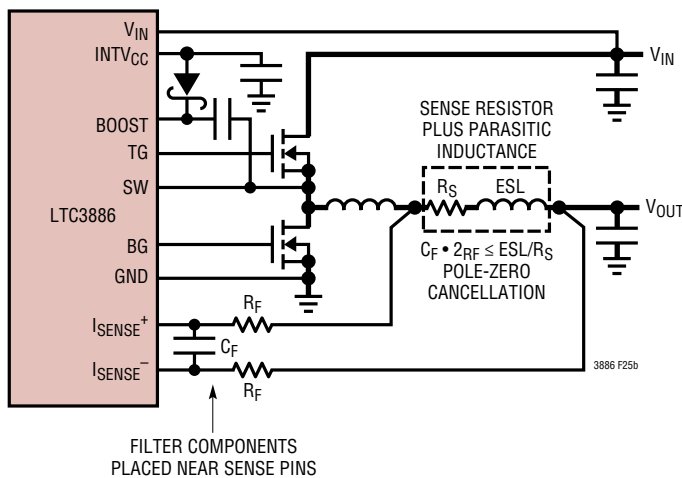 VIN
INTVCC
BOOST
TG
SW
LTC3886
BG
GND
ISENSE+
ISENSE−
VIN
SENSE RESISTOR
PLUS PARASITIC
INDUCTANCE
RS
ESL
VOUT
CF • 2RF ≤ ESL/RS
POLE-ZERO
CANCELLATION
RF
CF
RF
3886 F25b
FILTER COMPONENTS
PLACED NEAR SENSE PINS